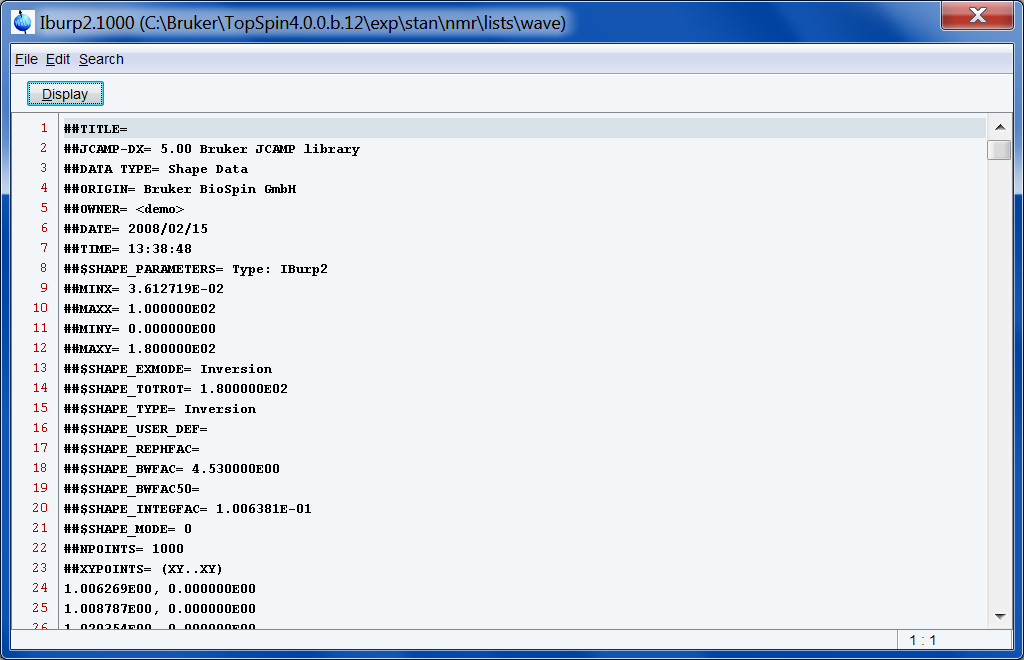 Iburp2.1000 (C:\Bruker\TopSpin4.0.0.b.12\exp\stan\nmr\lists\wave)
File Edit Search
Display
1 ##TITLE=
2 ##JCAMP-DX= 5.00 Bruker JCAMP library
3 ##DATA TYPE= Shape Data
4 ##ORIGIN= Bruker BioSpin GmbH
5 ##OWNER= <demo>
6 ##DATE= 2008/02/15
7 ##TIME= 13:38:48
8 ##$SHAPE_PARAMETERS= Type: IBurp2
9 ##MINX= 3.612719E-02
10 ##MAXX= 1.000000E02
11 ##MINY= 0.000000E00
12 ##MAXY= 1.800000E02
13 ##$SHAPE_EXMODE= Inversion
14 ##$SHAPE_TOTROT= 1.800000E02
15 ##$SHAPE_TYPE= Inversion
16 ##$SHAPE_USER_DEF=
17 ##$SHAPE_REPHFAC=
18 ##$SHAPE_BWFAC= 4.530000E00
19 ##$SHAPE_BWFAC50=
20 ##$SHAPE_INTEGFAC= 1.006381E-01
21 ##$SHAPE_MODE= 0
22 ##NPOINTS= 1000
23 ##XYPOINTS= (XY..XY)
24 1.006269E00, 0.000000E00
25 1.008787E00, 0.000000E00
26 1.020354E00, 0.000000E00
1 : 1